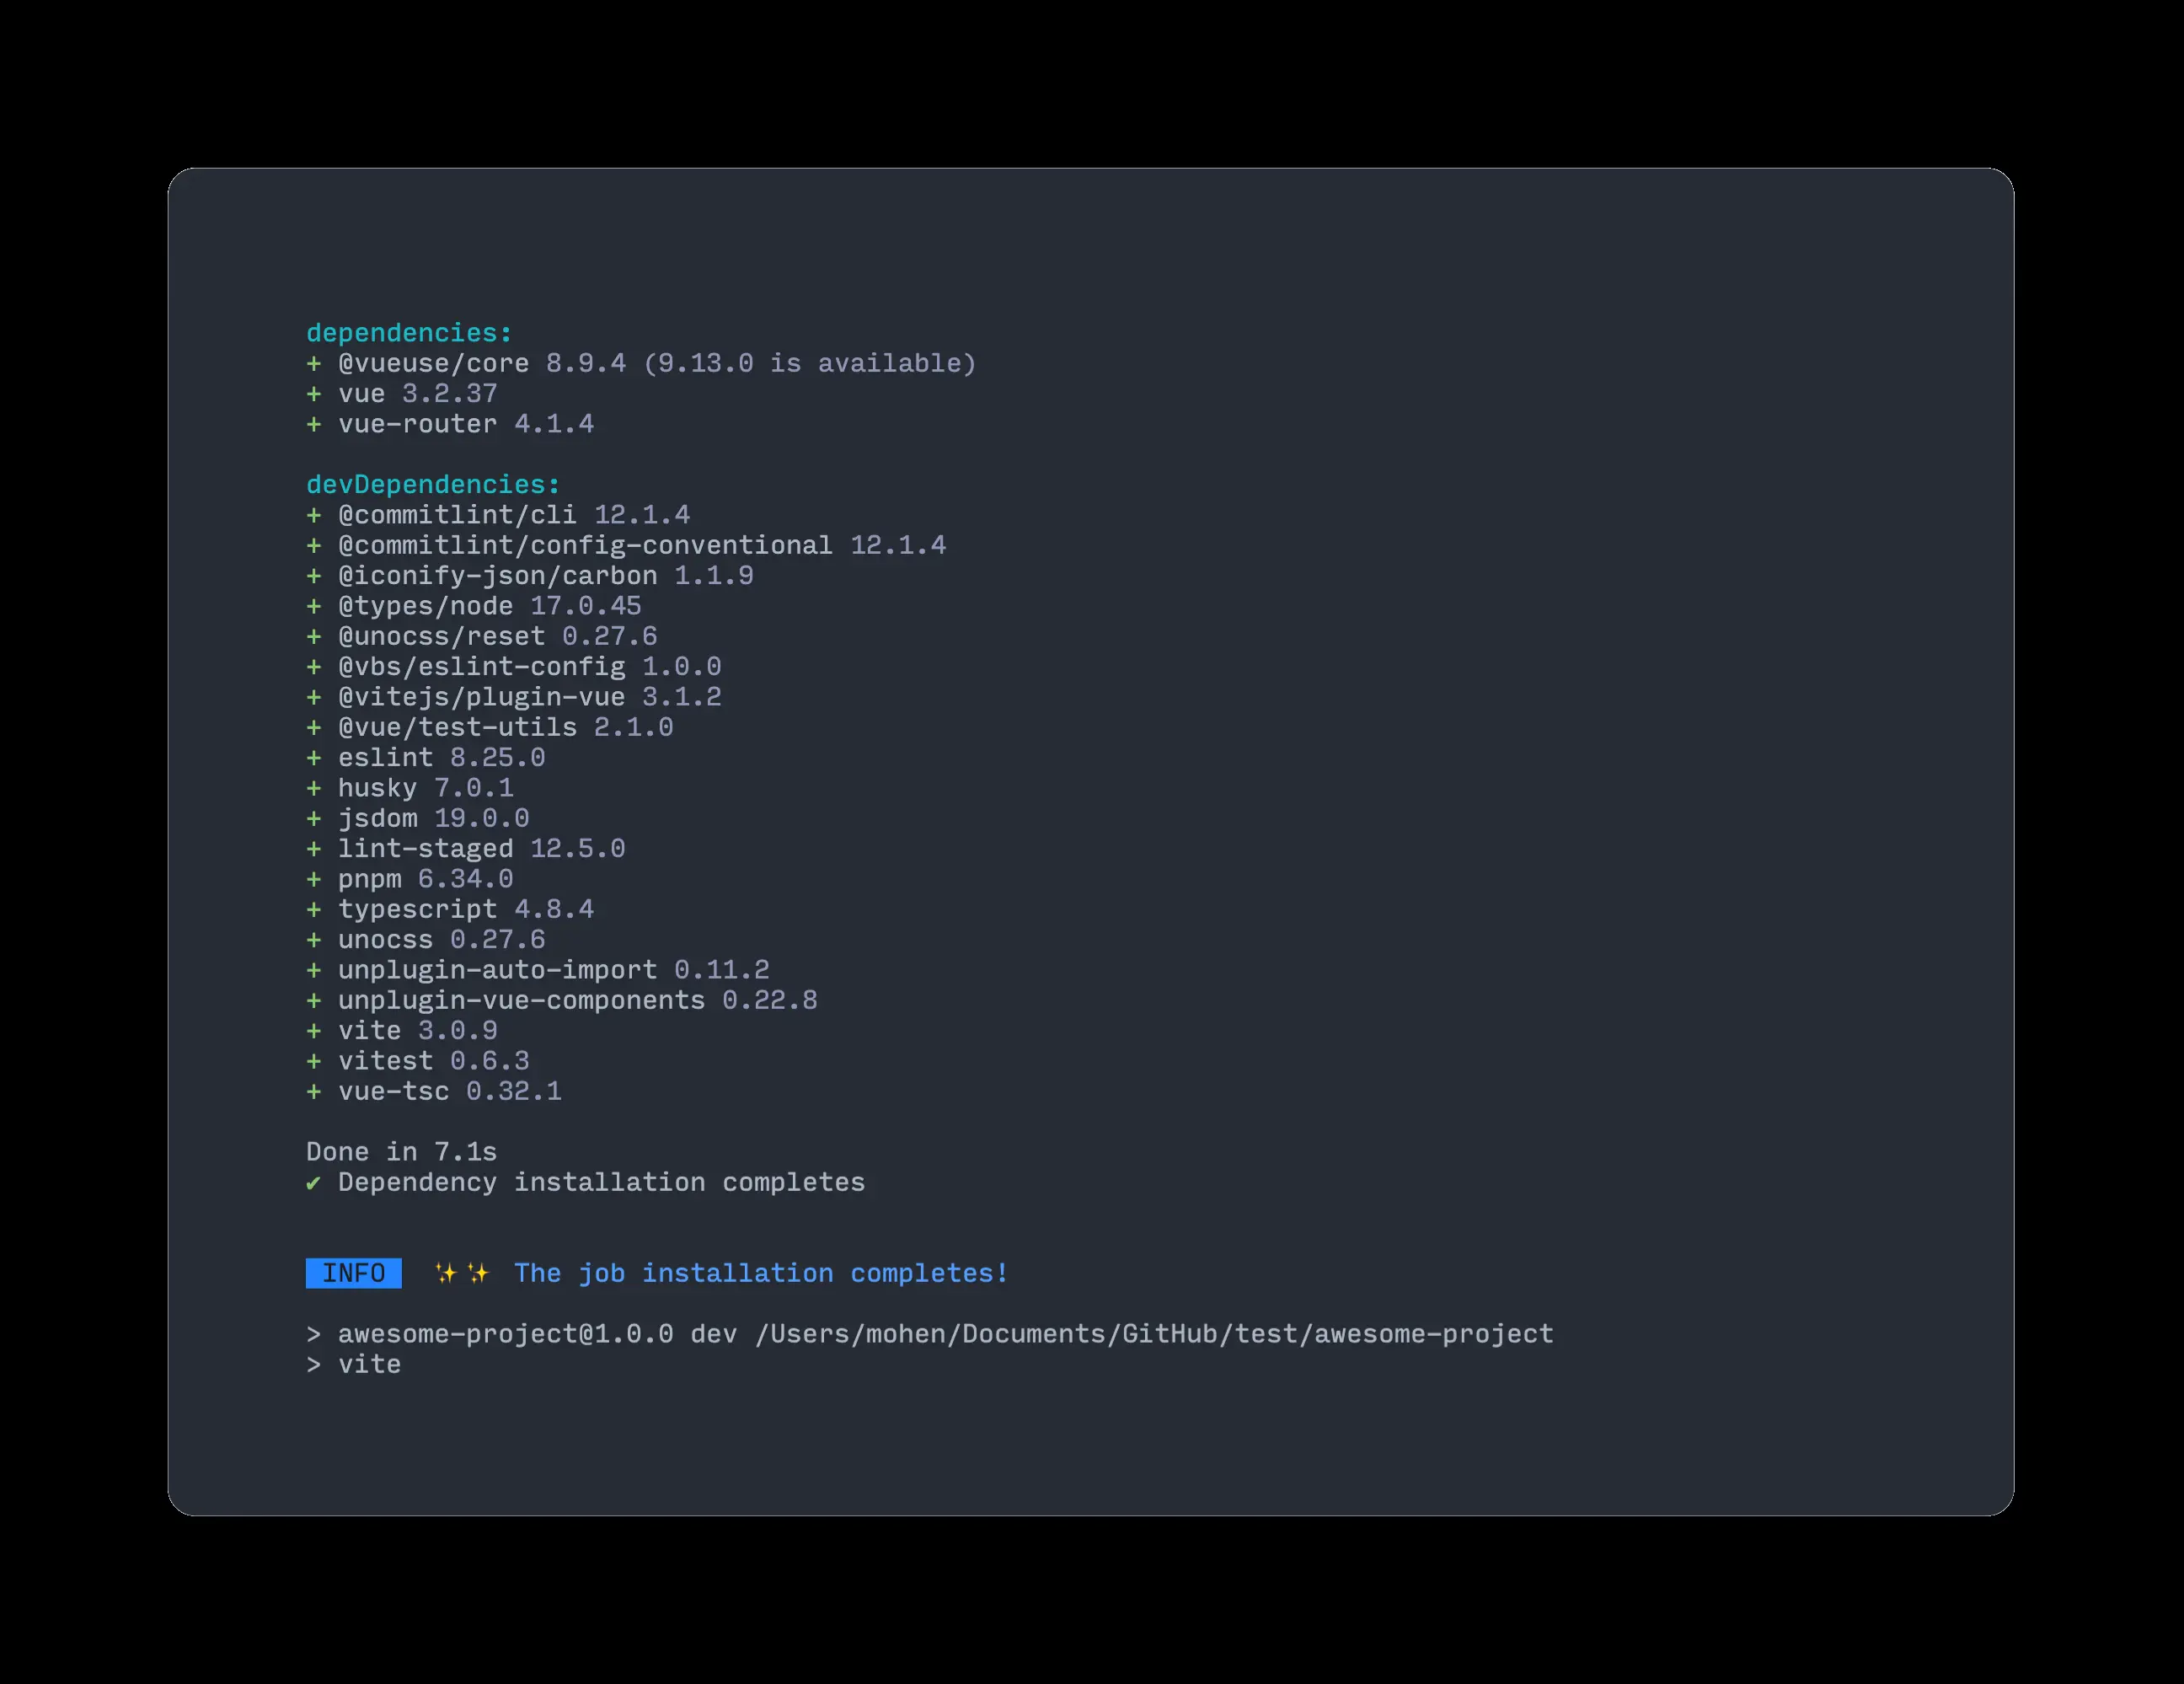 dependencies:
+ @vueuse/core 8.9.4 (9.13.0 is available)
+ vue 3.2.37
+ vue-router 4.1.4
devDependencies:
+ @commitlint/cli 12.1.4
+ @commitlint/config-conventional 12.1.4
+ @iconify-json/carbon 1.1.9
+ @types/node 17.0.45
+ @unocss/reset 0.27.6
+ @vbs/eslint-config 1.0.0
+ @vitejs/plugin-vue 3.1.2
+ @vue/test-utils 2.1.0
+ eslint 8.25.0
+ husky 7.0.1
+ jsdom 19.0.0
+ lint-staged 12.5.0
+ pnpm 6.34.0
+ typescript 4.8.4
+ unocss 0.27.6
+ unplugin-auto-import 0.11.2
+ unplugin-vue-components 0.22.8
+ vite 3.0.9
+ vitest 0.6.3
+ vue-tsc 0.32.1
Done in 7.1s
✔ Dependency installation completes
INFO ✨✨ The job installation completes!
> awesome-project@1.0.0 dev /Users/mohen/Documents/GitHub/test/awesome-project
> vite